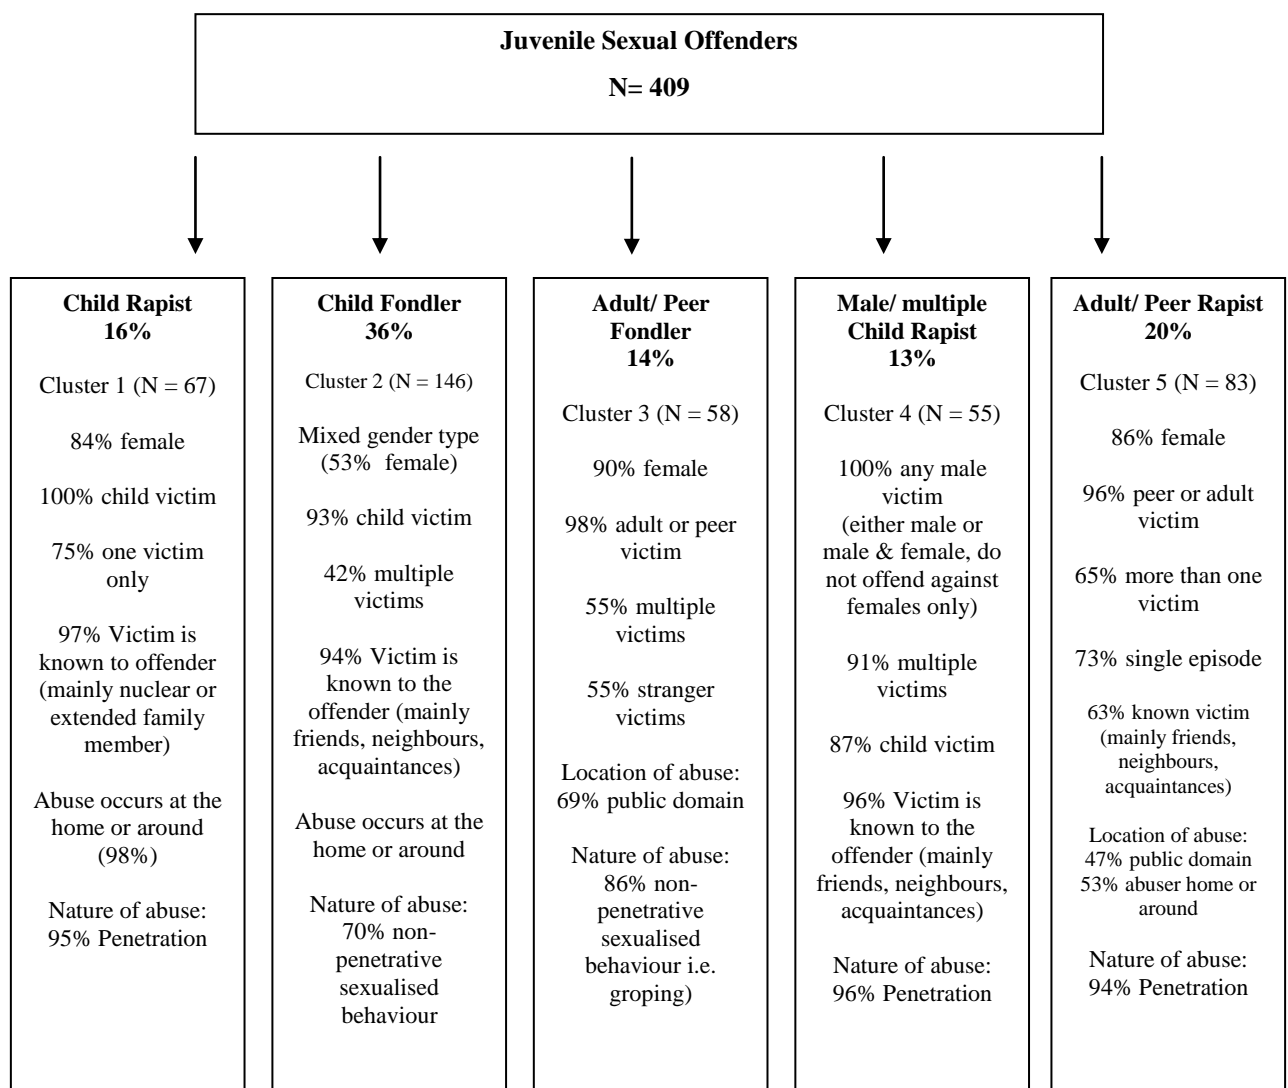 Juvenile Sexual Offenders
N= 409
Child Rapist
16%
Cluster 1 (N = 67)
84% female
100% child victim
75% one victim
only
97% Victim is
known to offender
(mainly nuclear or
extended family
member)
Abuse occurs at the
home or around
(98%)
Nature of abuse:
95% Penetration
Child Fondler
36%
Cluster 2 (N = 146)
Mixed gender type
(53% female)
93% child victim
42% multiple
victims
94% Victim is
known to the
offender (mainly
friends, neighbours,
acquaintances)
Abuse occurs at the
home or around
Nature of abuse:
70% non-
penetrative
sexualised
behaviour
Adult/ Peer
Fondler
14%
Cluster 3 (N = 58)
90% female
98% adult or peer
victim
55% multiple
victims
55% stranger
victims
Location of abuse:
69% public domain
Nature of abuse:
86% non-
penetrative
sexualised
behaviour i.e.
groping)
Male/ multiple
Child Rapist
13%
Cluster 4 (N = 55)
100% any male
victim
(either male or
male & female, do
not offend against
females only)
91% multiple
victims
87% child victim
96% Victim is
known to the
offender (mainly
friends, neighbours,
acquaintances)
Nature of abuse:
96% Penetration
Adult/ Peer Rapist
20%
Cluster 5 (N = 83)
86% female
96% peer or adult
victim
65% more than one
victim
73% single episode
63% known victim
(mainly friends,
neighbours,
acquaintances)
Location of abuse:
47% public domain
53% abuser home or
around
Nature of abuse:
94% Penetration